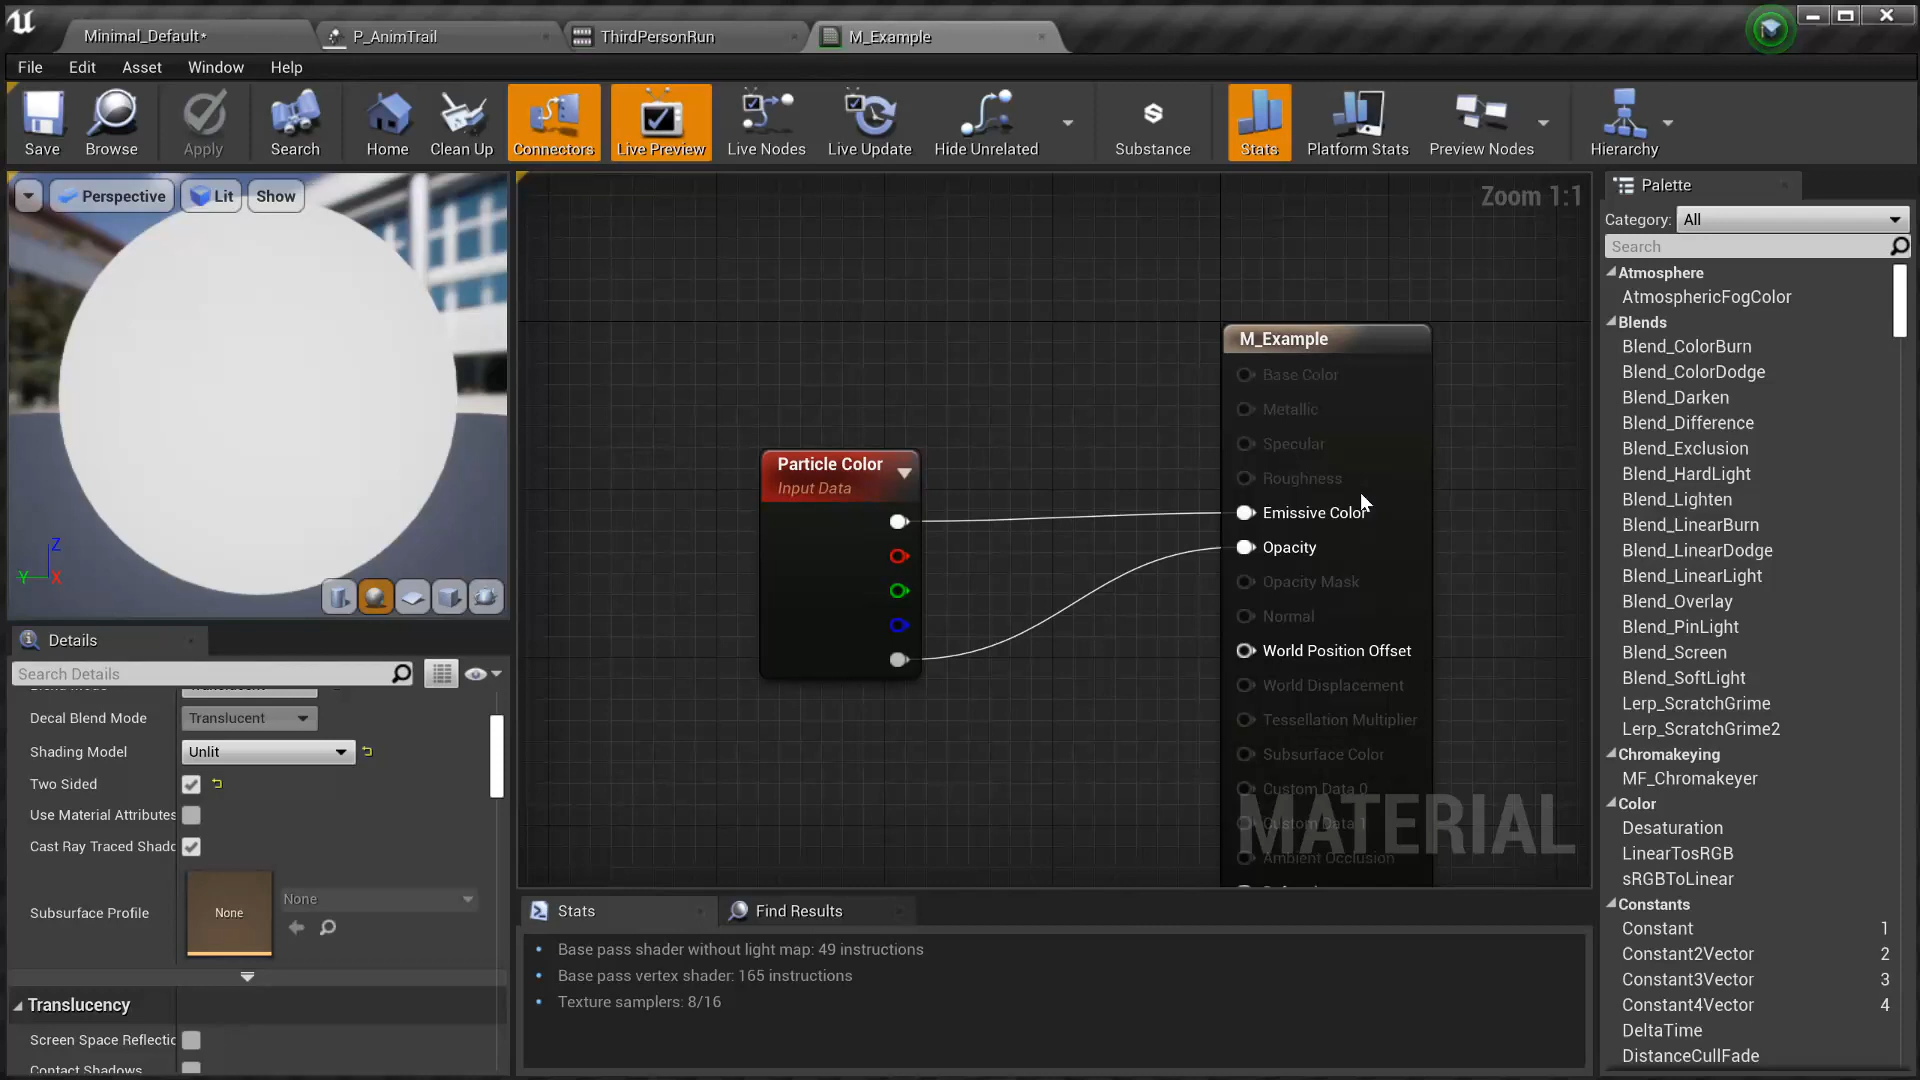 Minimal_Default*
P_AnimTrail
ThirdPersonRun
M_Example
File
Edit
Asset
Window
Help
Save
Browse
Apply
Search
Home
Clean Up
Connectors
Live Preview
Live Nodes
Live Update
Hide Unrelated
Substance
Stats
Platform Stats
Preview Nodes
Hierarchy
Perspective
Lit
Show
Z
Y
X
Details
Search Details
Decal Blend Mode
Translucent
Shading Model
Unlit
Two Sided
Use Material Attributes
Cast Ray Traced Shadc
Subsurface Profile
None
None
Translucency
Screen Space Reflectic
Contact Shadows
Zoom 1:1
Particle Color
Input Data
M_Example
Base Color
Metallic
Specular
Roughness
Emissive Color
Opacity
Opacity Mask
Normal
World Position Offset
World Displacement
Tessellation Multiplier
Subsurface Color
Custom Data 0
Custom Data 1
Ambient Occlusion
MATERIAL
Stats
Find Results
Base pass shader without light map: 49 instructions
Base pass vertex shader: 165 instructions
Texture samplers: 8/16
Palette
Category: All
Search
Atmosphere
AtmosphericFogColor
Blends
Blend_ColorBurn
Blend_ColorDodge
Blend_Darken
Blend_Difference
Blend_Exclusion
Blend_HardLight
Blend_Lighten
Blend_LinearBurn
Blend_LinearDodge
Blend_LinearLight
Blend_Overlay
Blend_PinLight
Blend_Screen
Blend_SoftLight
Lerp_ScratchGrime
Lerp_ScratchGrime2
Chromakeying
MF_Chromakeyer
Color
Desaturation
LinearTosRGB
sRGBToLinear
Constants
Constant 1
Constant2Vector 2
Constant3Vector 3
Constant4Vector 4
DeltaTime
DistanceCullFade